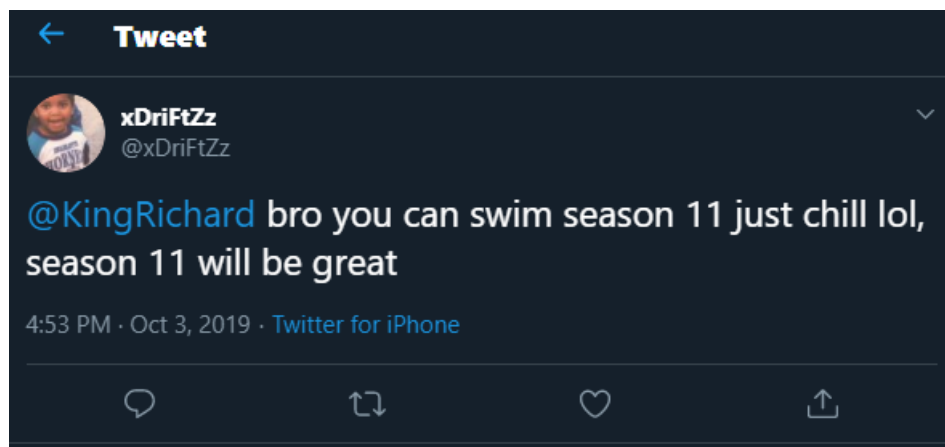 Tweet
xDriFtZz
@xDriFtZz
@KingRichard bro you can swim season 11 just chill lol,
season 11 will be great
4:53 PM · Oct 3, 2019 · Twitter for iPhone